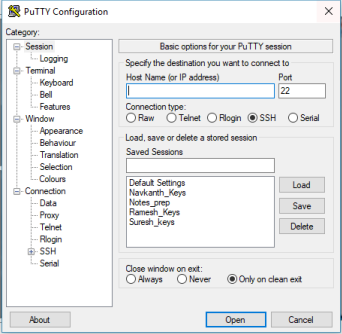 PuTTY Configuration
Category:
Session
Logging
Terminal
Keyboard
Bell
Features
Window
Appearance
Behaviour
Translation
Selection
Colours
Connection
Data
Proxy
Telnet
Rlogin
SSH
Serial
Basic options for your PuTTY session
Specify the destination you want to connect to
Host Name (or IP address) Port
22
Connection type:
Raw Telnet Rlogin SSH Serial
Load, save or delete a stored session
Saved Sessions
Default Settings
Navkanth_Keys
Notes_prep
Ramesh_Keys
Suresh_keys
Load
Save
Delete
Close window on exit:
Always Never Only on clean exit
About Open Cancel